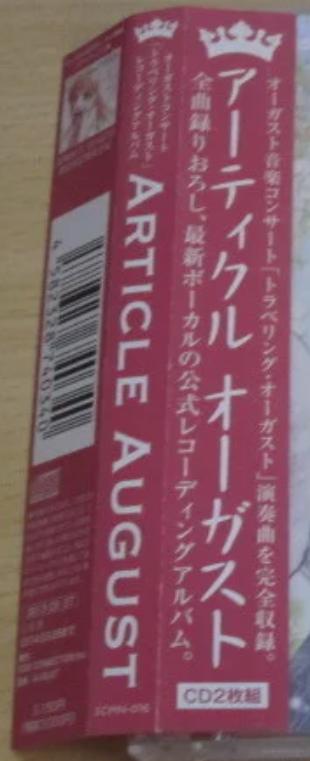 オーガスト音楽コンサート「トラベリング・オーガスト」演奏曲を完全収録。
アーティクル オーガスト
全曲録りおろし、最新ボーカルの公式レコーディングアルバム。
CD2枚組
オーガストコンサート
「トラベリング・オーガスト」
レコーディングアルバム
ARTICLE AUGUST
SCMN-016
4 582528 740340